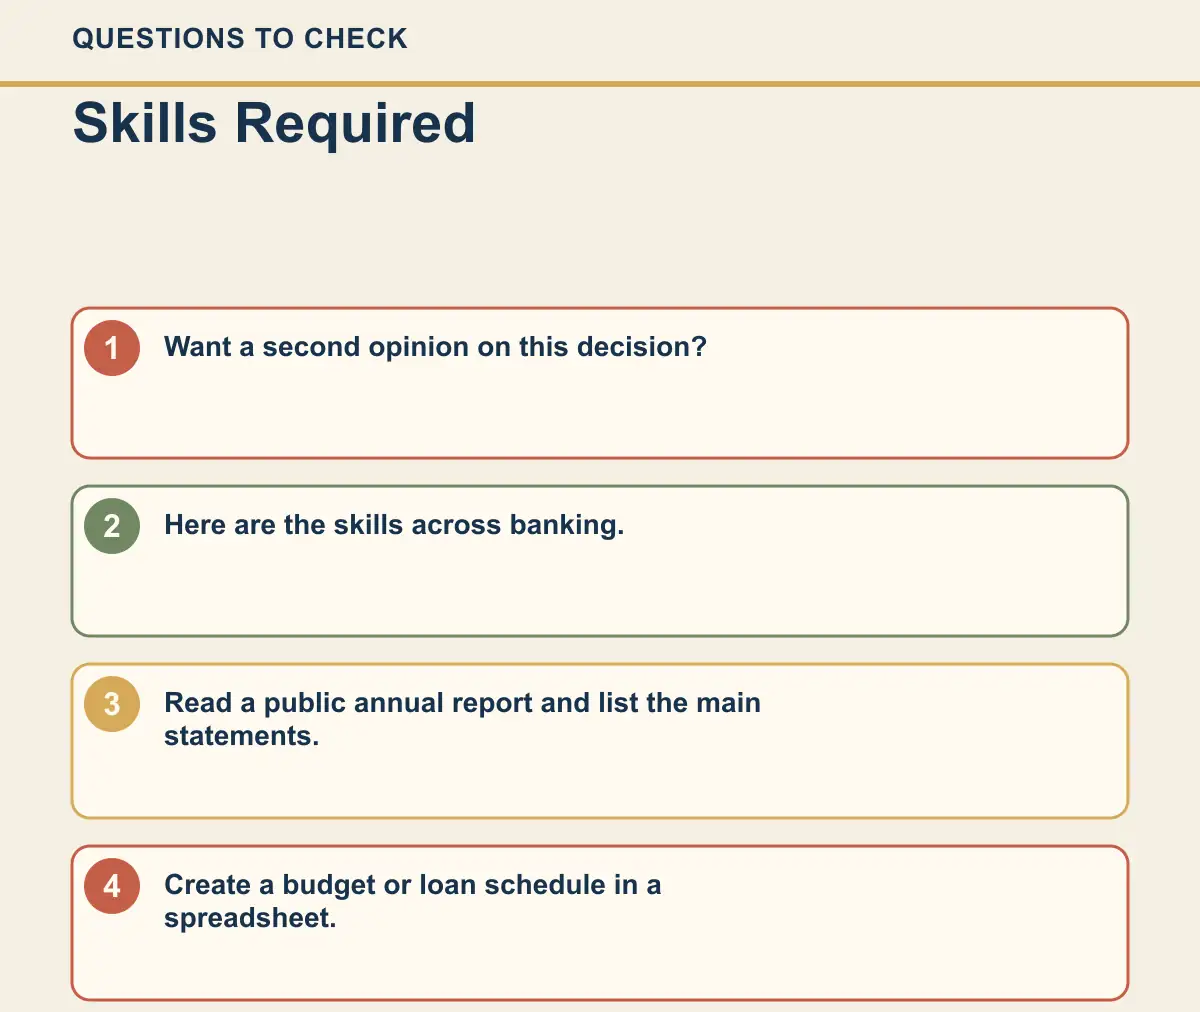 QUESTIONS TO CHECK
Skills Required
1
Want a second opinion on this decision?
2
Here are the skills across banking.
3
Read a public annual report and list the main
statements.
4
Create a budget or loan schedule in a
spreadsheet.